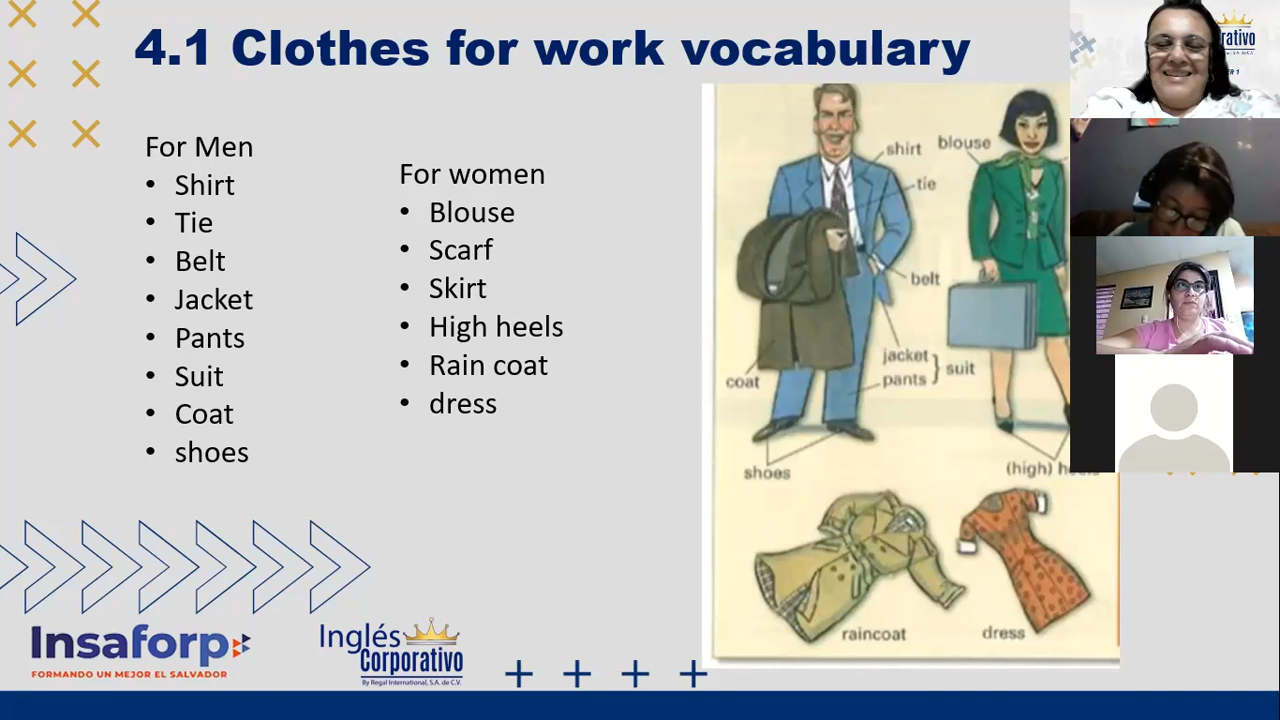 4.1 Clothes for work vocabulary
For Men
• Shirt
• Tie
• Belt
• Jacket
• Pants
• Suit
• Coat
• shoes
For women
• Blouse
• Scarf
• Skirt
• High heels
• Rain coat
• dress
shirt
blouse
tie
belt
jacket
pants
suit
coat
shoes
(high)
raincoat
dress
Insaforp
FORMANDO UN MEJOR EL SALVADOR
Inglés
Corporativo
By Regal International, S.A. de C.V.